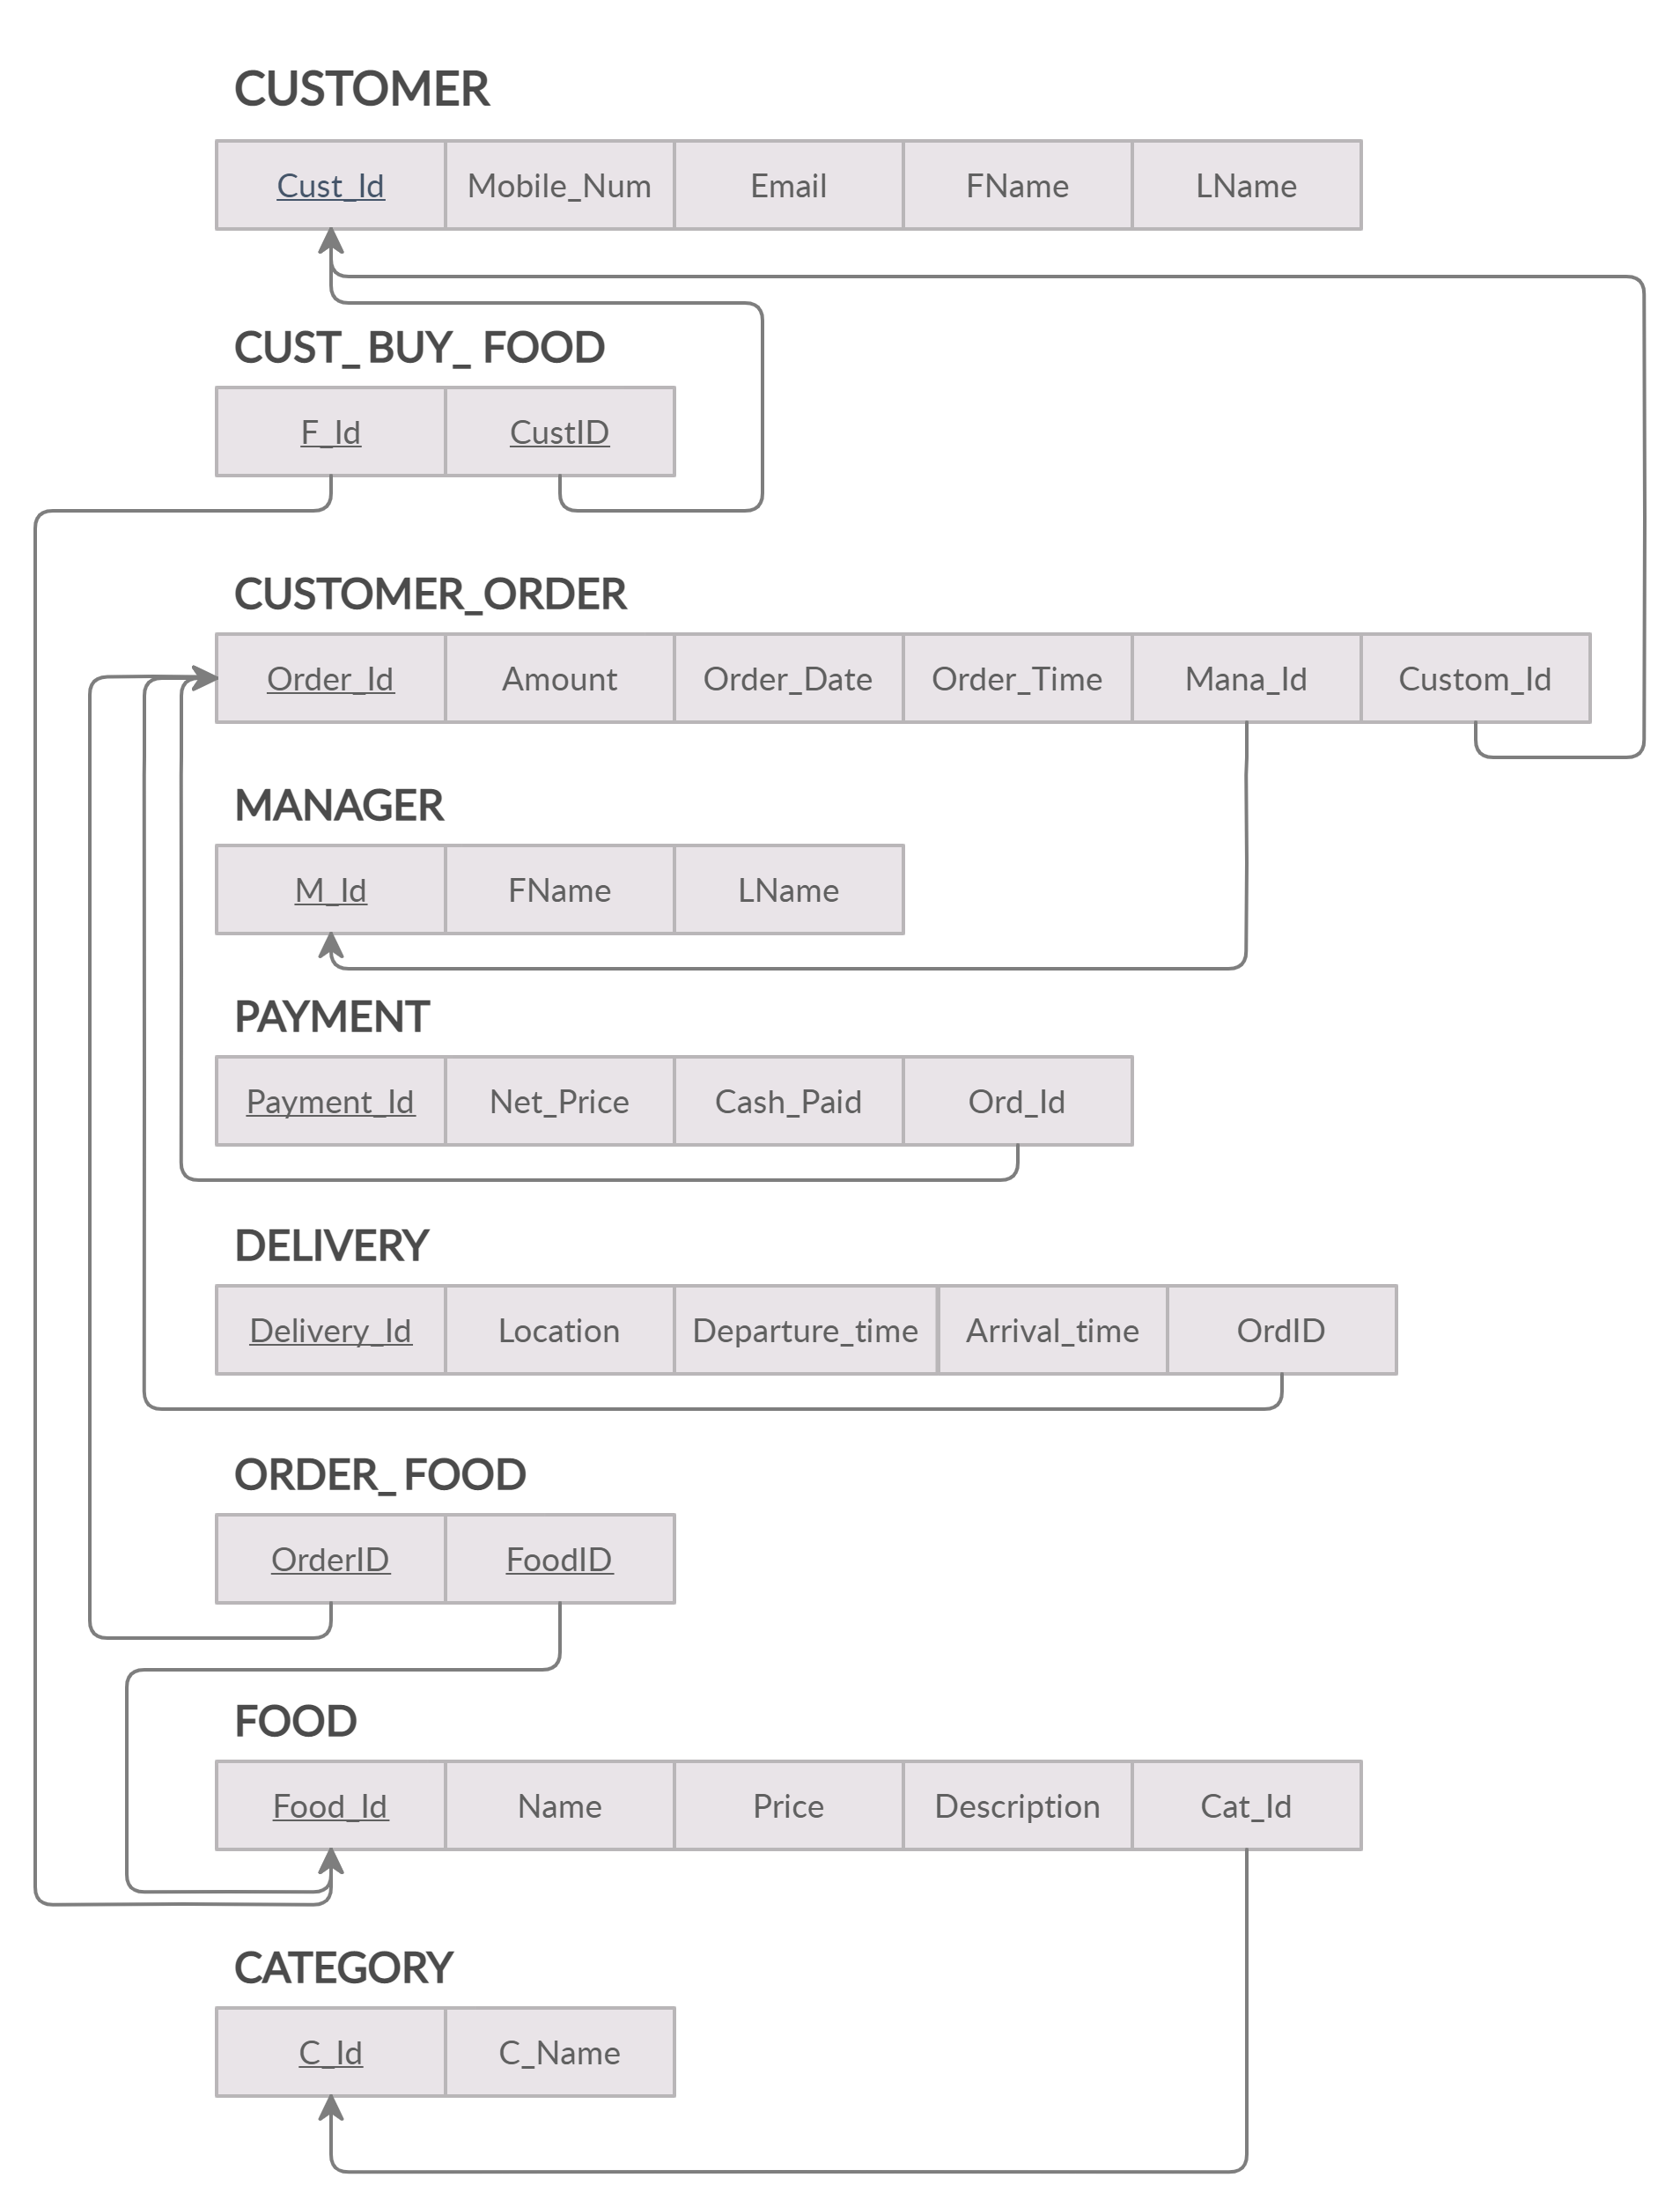 CUSTOMER
Cust_Id Mobile_Num Email FName LName
CUST_ BUY_ FOOD
F_Id CustID
CUSTOMER_ORDER
Order_Id Amount Order_Date Order_Time Mana_Id Custom_Id
MANAGER
M_Id FName LName
PAYMENT
Payment_Id Net_Price Cash_Paid Ord_Id
DELIVERY
Delivery_Id Location Departure_time Arrival_time OrdID
ORDER_ FOOD
OrderID FoodID
FOOD
Food_Id Name Price Description Cat_Id
CATEGORY
C_Id C_Name